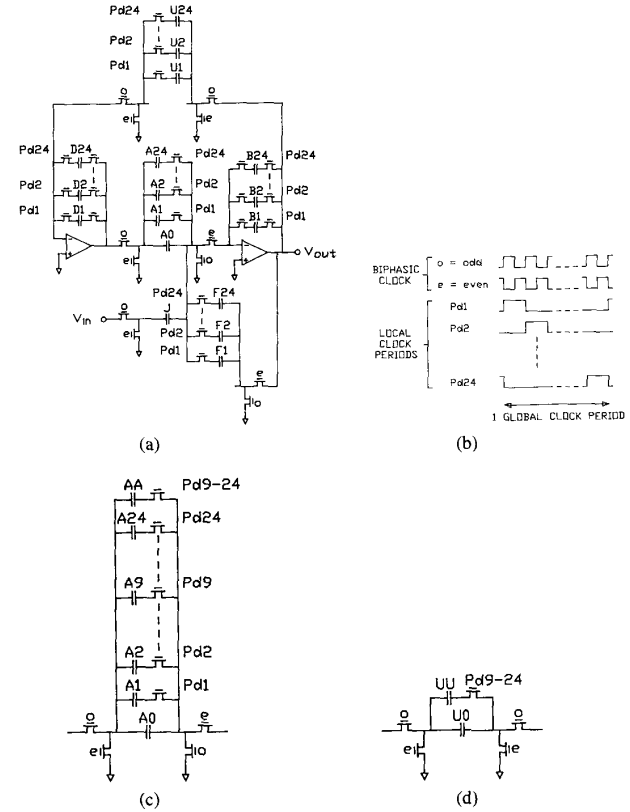 Pd24 U24
Pd2 U2
Pd1 U1
o o
e e
Pd24 D24 A24 Pd24 B24 Pd24
Pd2 D2 A2 Pd2 B2 Pd2
Pd1 D1 A1 Pd1 B1 Pd1
o A0 e
- + e o - + Vout
Pd24 F24
Vin o J
Pd2 F2
e Pd1 F1
e
o
(a)
BIPHASIC CLOCK
o = odd
e = even
LOCAL CLOCK PERIODS
Pd1
Pd2
Pd24
1 GLOBAL CLOCK PERIOD
(b)
AA Pd9-24
A24 Pd24
A9 Pd9
A2 Pd2
A1 Pd1
o A0 e
e o
(c)
UU Pd9-24
o U0 o
e e
(d)